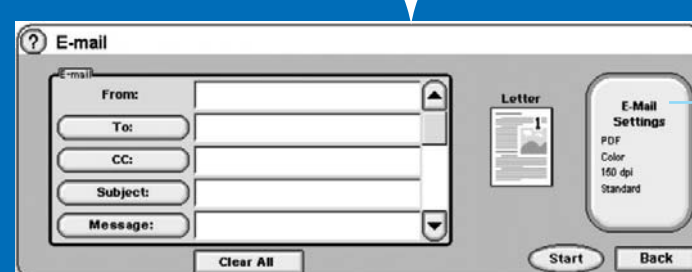 ? E-mail
E-mail
From:
To:
CC:
Subject:
Message:
Clear All
Letter
1
E-Mail
Settings
PDF
Color
150 dpi
Standard
Start
Back